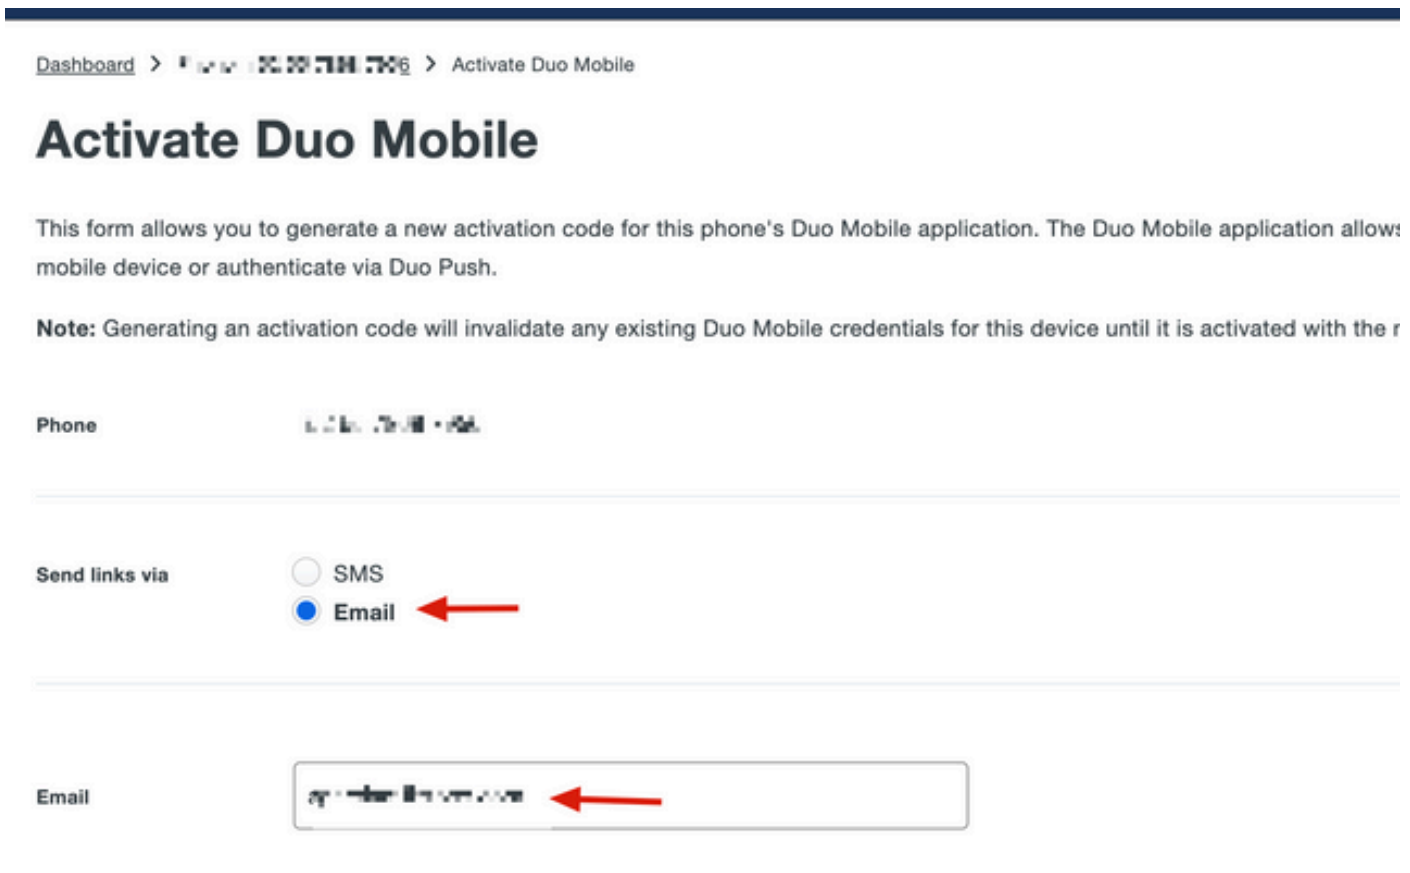 Dashboard > 6 > Activate Duo Mobile
Activate Duo Mobile
This form allows you to generate a new activation code for this phone's Duo Mobile application. The Duo Mobile application allows
mobile device or authenticate via Duo Push.
Note: Generating an activation code will invalidate any existing Duo Mobile credentials for this device until it is activated with the
Phone
Send links via
SMS
Email
Email